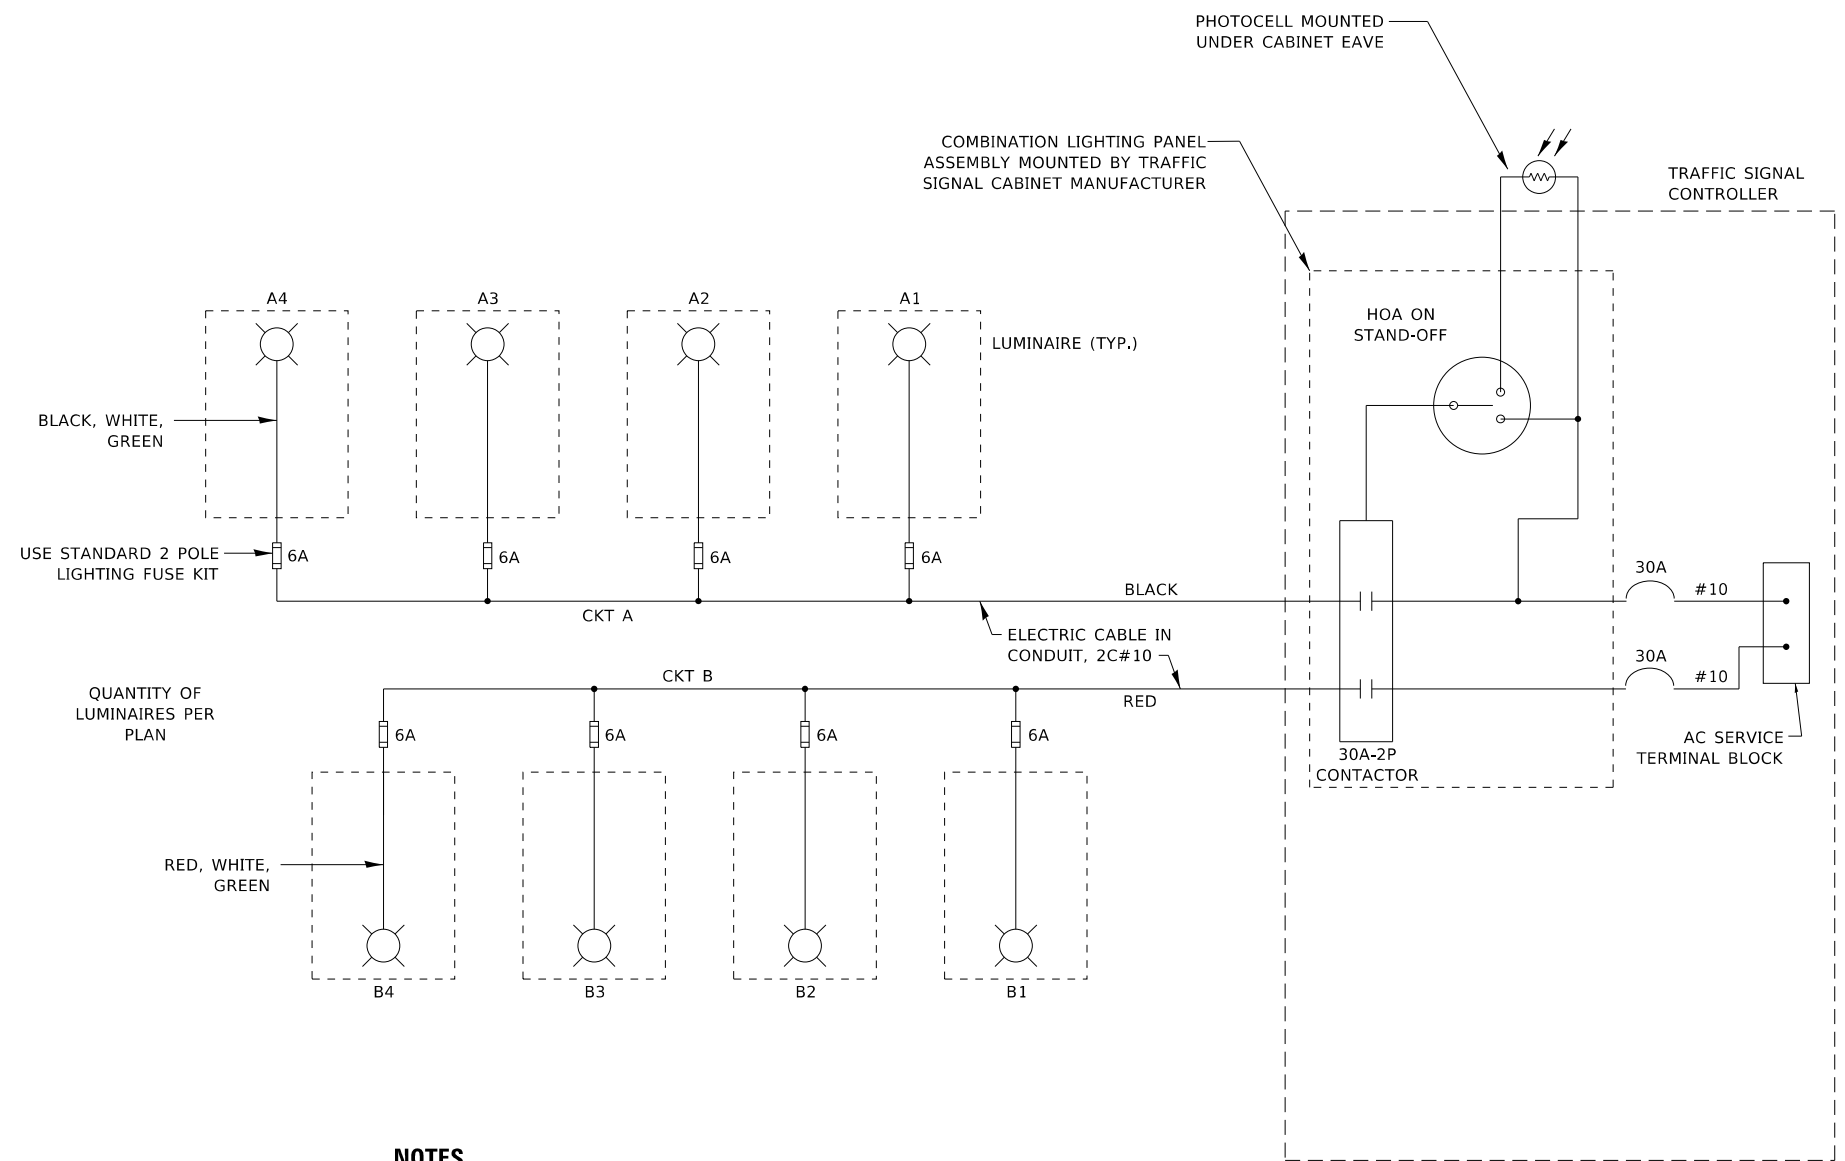 PHOTOCELL MOUNTED
UNDER CABINET EAVE
COMBINATION LIGHTING PANEL
ASSEMBLY MOUNTED BY TRAFFIC
SIGNAL CABINET MANUFACTURER
TRAFFIC SIGNAL
CONTROLLER
A4
A3
A2
A1
HOA ON
STAND-OFF
LUMINAIRE (TYP.)
BLACK, WHITE,
GREEN
USE STANDARD 2 POLE
LIGHTING FUSE KIT
6A
6A
6A
6A
30A
#10
BLACK
CKT A
ELECTRIC CABLE IN
CONDUIT, 2C#10
30A
#10
CKT B
RED
QUANTITY OF
LUMINAIRES PER
PLAN
6A
6A
6A
6A
AC SERVICE
TERMINAL BLOCK
30A-2P
CONTACTOR
RED, WHITE,
GREEN
B4
B3
B2
B1
NOTES